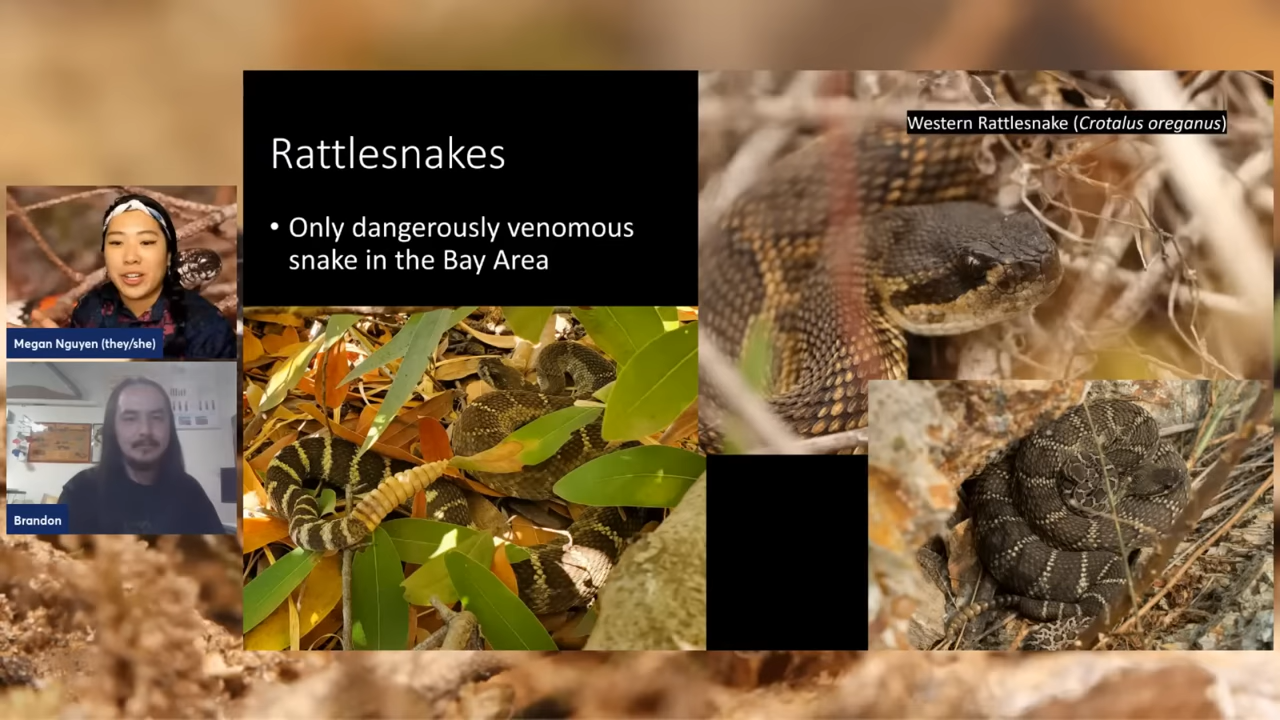 Rattlesnakes
• Only dangerously venomous
snake in the Bay Area
Western Rattlesnake (Crotalus oreganus)
Megan Nguyen (they/she)
Brandon